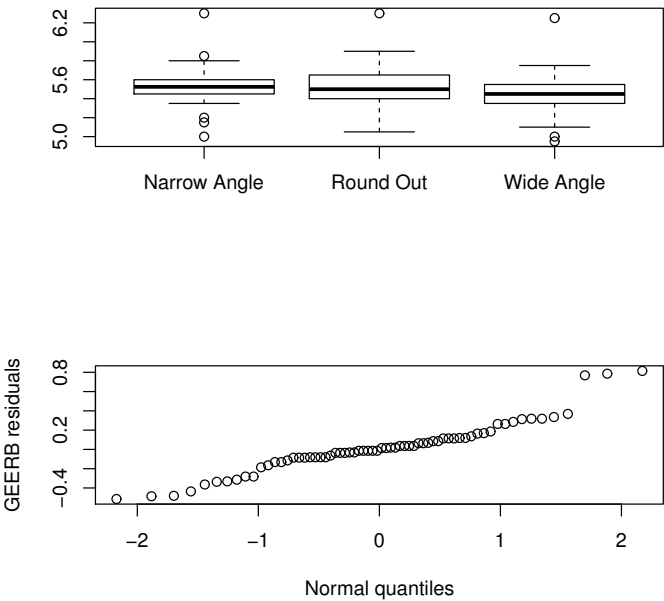 6.2
5.6
5.0
Narrow Angle Round Out Wide Angle
GEERB residuals
0.8
0.2
−0.4
−2 −1 0 1 2
Normal quantiles